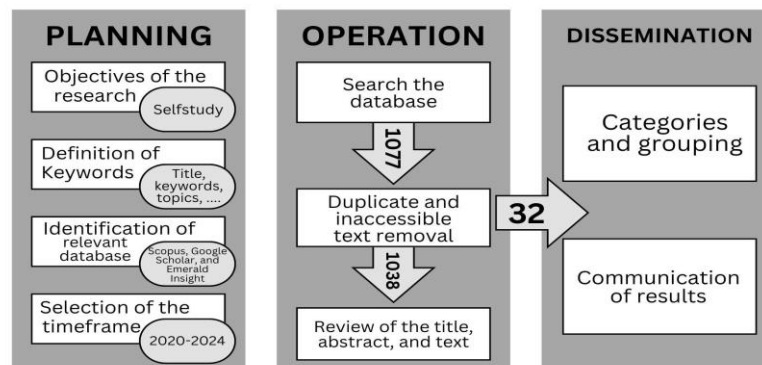 PLANNING
Objectives of the
research
Selfstudy
Definition of
Keywords
Title,
keywords,
topics, ....
Identification of
relevant
database
Scopus, Google
Scholar, and
Emerald
Insight
Selection of the
timeframe
2020-2024
OPERATION
Search the
database
1077
Duplicate and
inaccessible
text removal
1038
Review of the title,
abstract, and text
32
DISSEMINATION
Categories
and grouping
Communication
of results